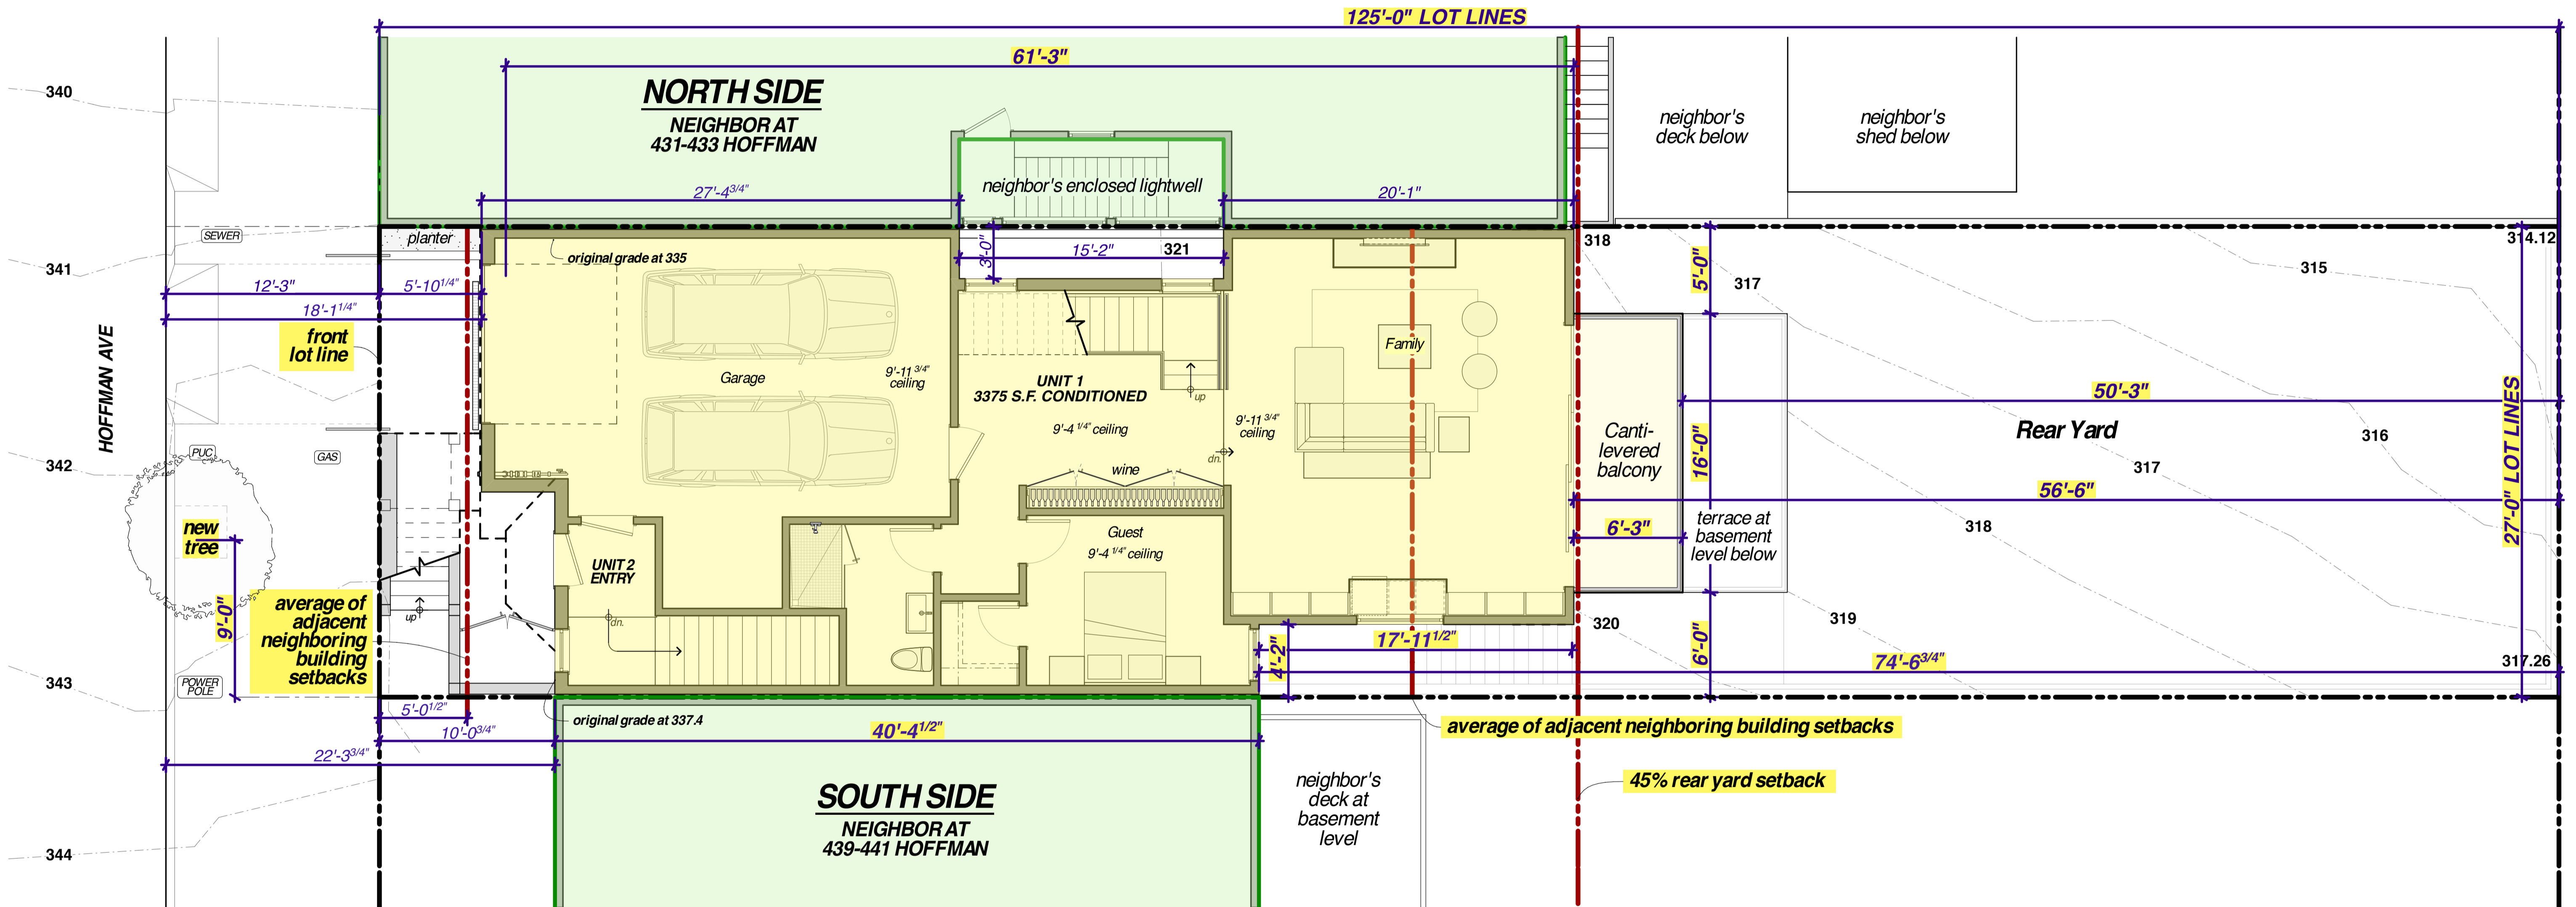 125'-0" LOT LINES
61'-3"
NORTH SIDE
NEIGHBOR AT
431-433 HOFFMAN
340
neighbor's
deck below
neighbor's
shed below
27'-4 3/4"
neighbor's enclosed lightwell
20'-1"
SEWER
planter
318
314.12
341
original grade at 335
3'-0"
15'-2"
321
5'-0"
317
315
12'-3"
5'-10 1/4"
18'-1 1/4"
front
lot line
HOFFMAN AVE
Garage
9'-11 3/4"
ceiling
UNIT 1
3375 S.F. CONDITIONED
up
9'-4 1/4" ceiling
9'-11 3/4"
ceiling
Family
Canti-
levered
balcony
16'-0"
50'-3"
Rear Yard
316
27'-0" LOT LINES
342
PUC
GAS
dn.
wine
317
56'-6"
new
tree
UNIT 2
ENTRY
Guest
9'-4 1/4" ceiling
6'-3"
terrace at
basement
level below
318
9'-0"
average of
adjacent
neighboring
building
setbacks
up
dn.
320
319
4'-2"
17'-11 1/2"
6'-0"
74'-6 3/4"
317.26
343
POWER
POLE
5'-0 1/2"
original grade at 337.4
10'-0 3/4"
40'-4 1/2"
average of adjacent neighboring building setbacks
22'-3 3/4"
45% rear yard setback
SOUTH SIDE
NEIGHBOR AT
439-441 HOFFMAN
neighbor's
deck at
basement
level
344